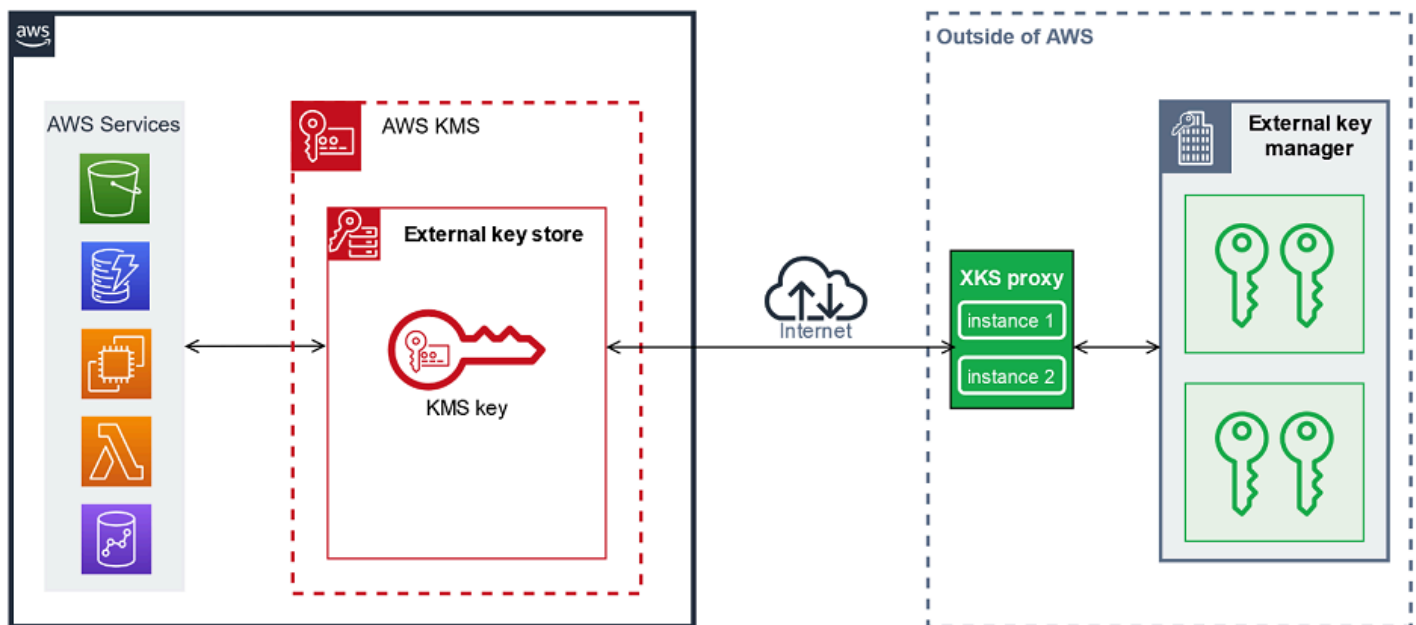 aws
Outside of AWS
AWS Services
AWS KMS
External key store
KMS key
Internet
XKS proxy
instance 1
instance 2
External key
manager